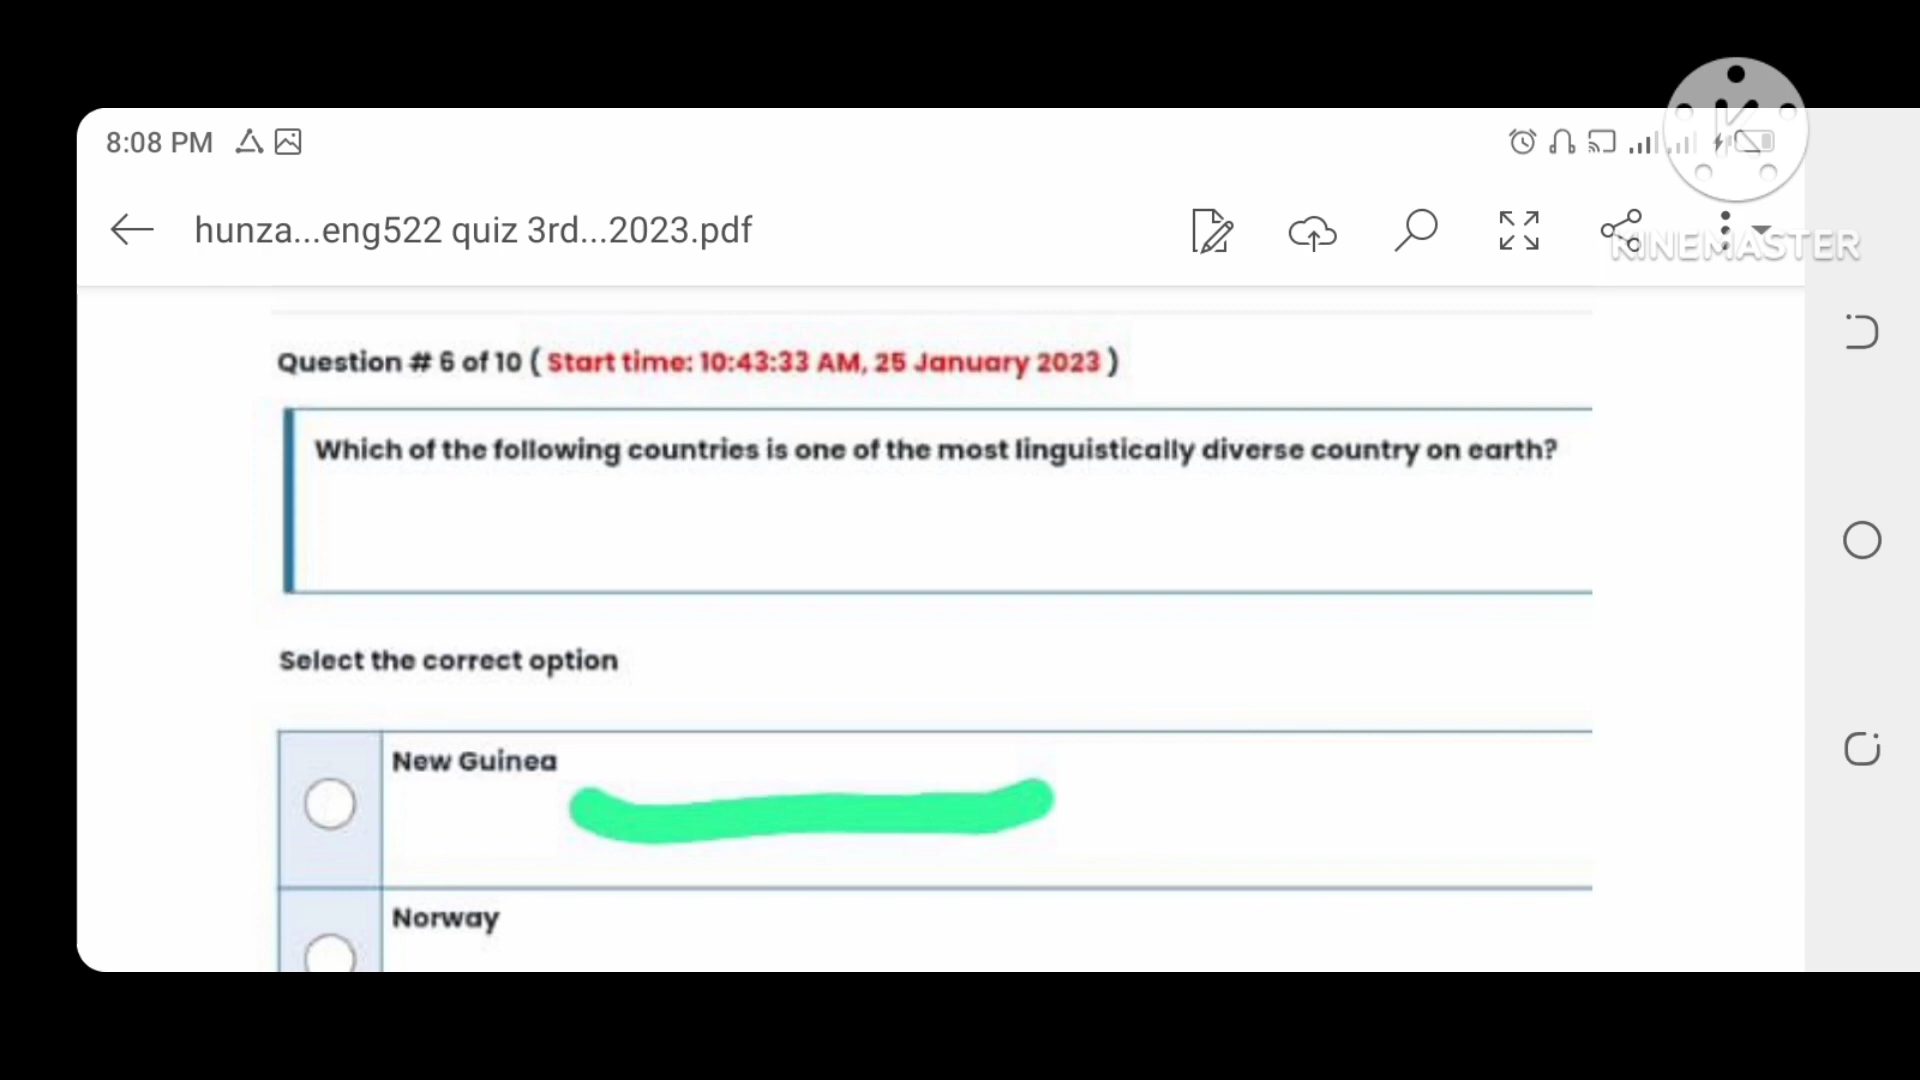 8:08 PM
hunza...eng522 quiz 3rd...2023.pdf
KINEMASTER
Question # 6 of 10 ( Start time: 10:43:33 AM, 25 January 2023 )
Which of the following countries is one of the most linguistically diverse country on earth?
Select the correct option
New Guinea
Norway